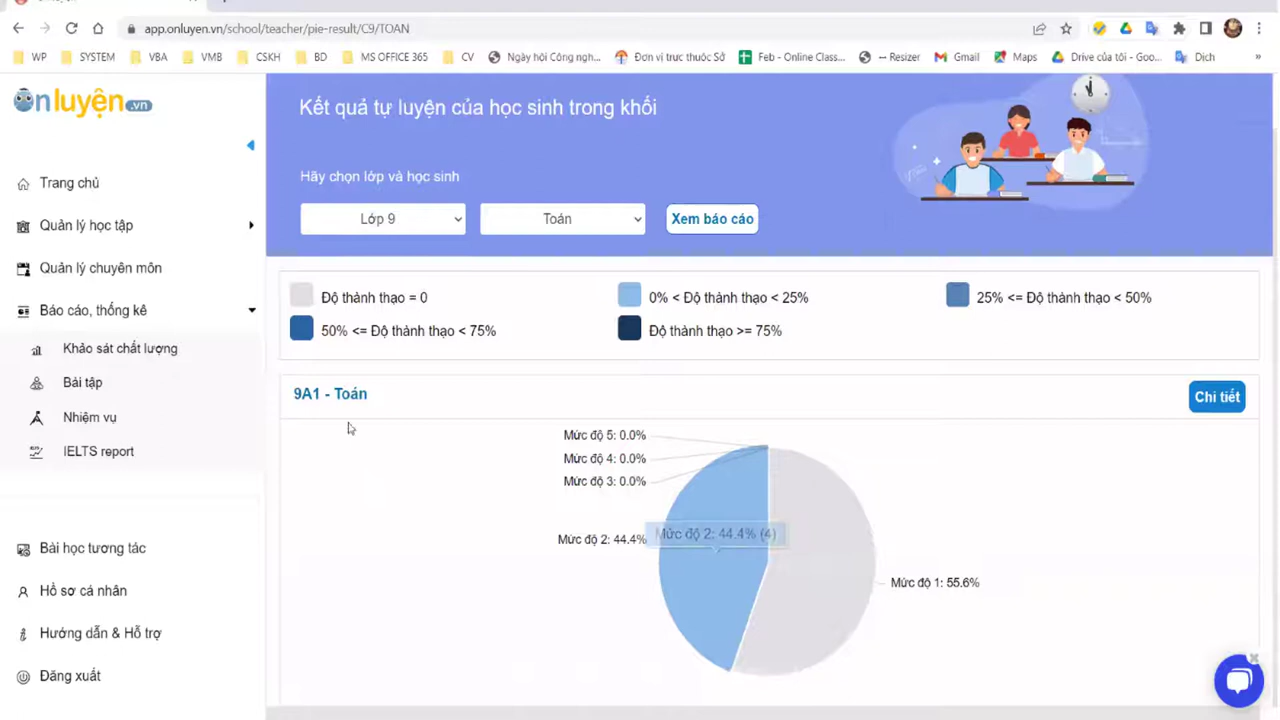 app.onluyen.vn/school/teacher/pie-result/C9/TOAN
WP SYSTEM VBA VMB CSKH BD MS OFFICE 365 CV Ngày hội Công ngh... Đơn vị trực thuộc Sở Feb - Online Class... -- Resizer Gmail Maps Drive của tôi - Goo... Dịch »
Onluyện.vn
Trang chủ
Quản lý học tập
Quản lý chuyên môn
Báo cáo, thống kê
Khảo sát chất lượng
Bài tập
Nhiệm vụ
IELTS report
Bài học tương tác
Hồ sơ cá nhân
Hướng dẫn & Hỗ trợ
Đăng xuất
Kết quả tự luyện của học sinh trong khối
Hãy chọn lớp và học sinh
Lớp 9 Toán Xem báo cáo
Độ thành thạo = 0 0% < Độ thành thạo < 25% 25% <= Độ thành thạo < 50%
50% <= Độ thành thạo < 75% Độ thành thạo >= 75%
9A1 - Toán Chi tiết
Mức độ 5: 0.0%
Mức độ 4: 0.0%
Mức độ 3: 0.0%
Mức độ 2: 44.4% Mức độ 2: 44.4% (4)
Mức độ 1: 55.6%